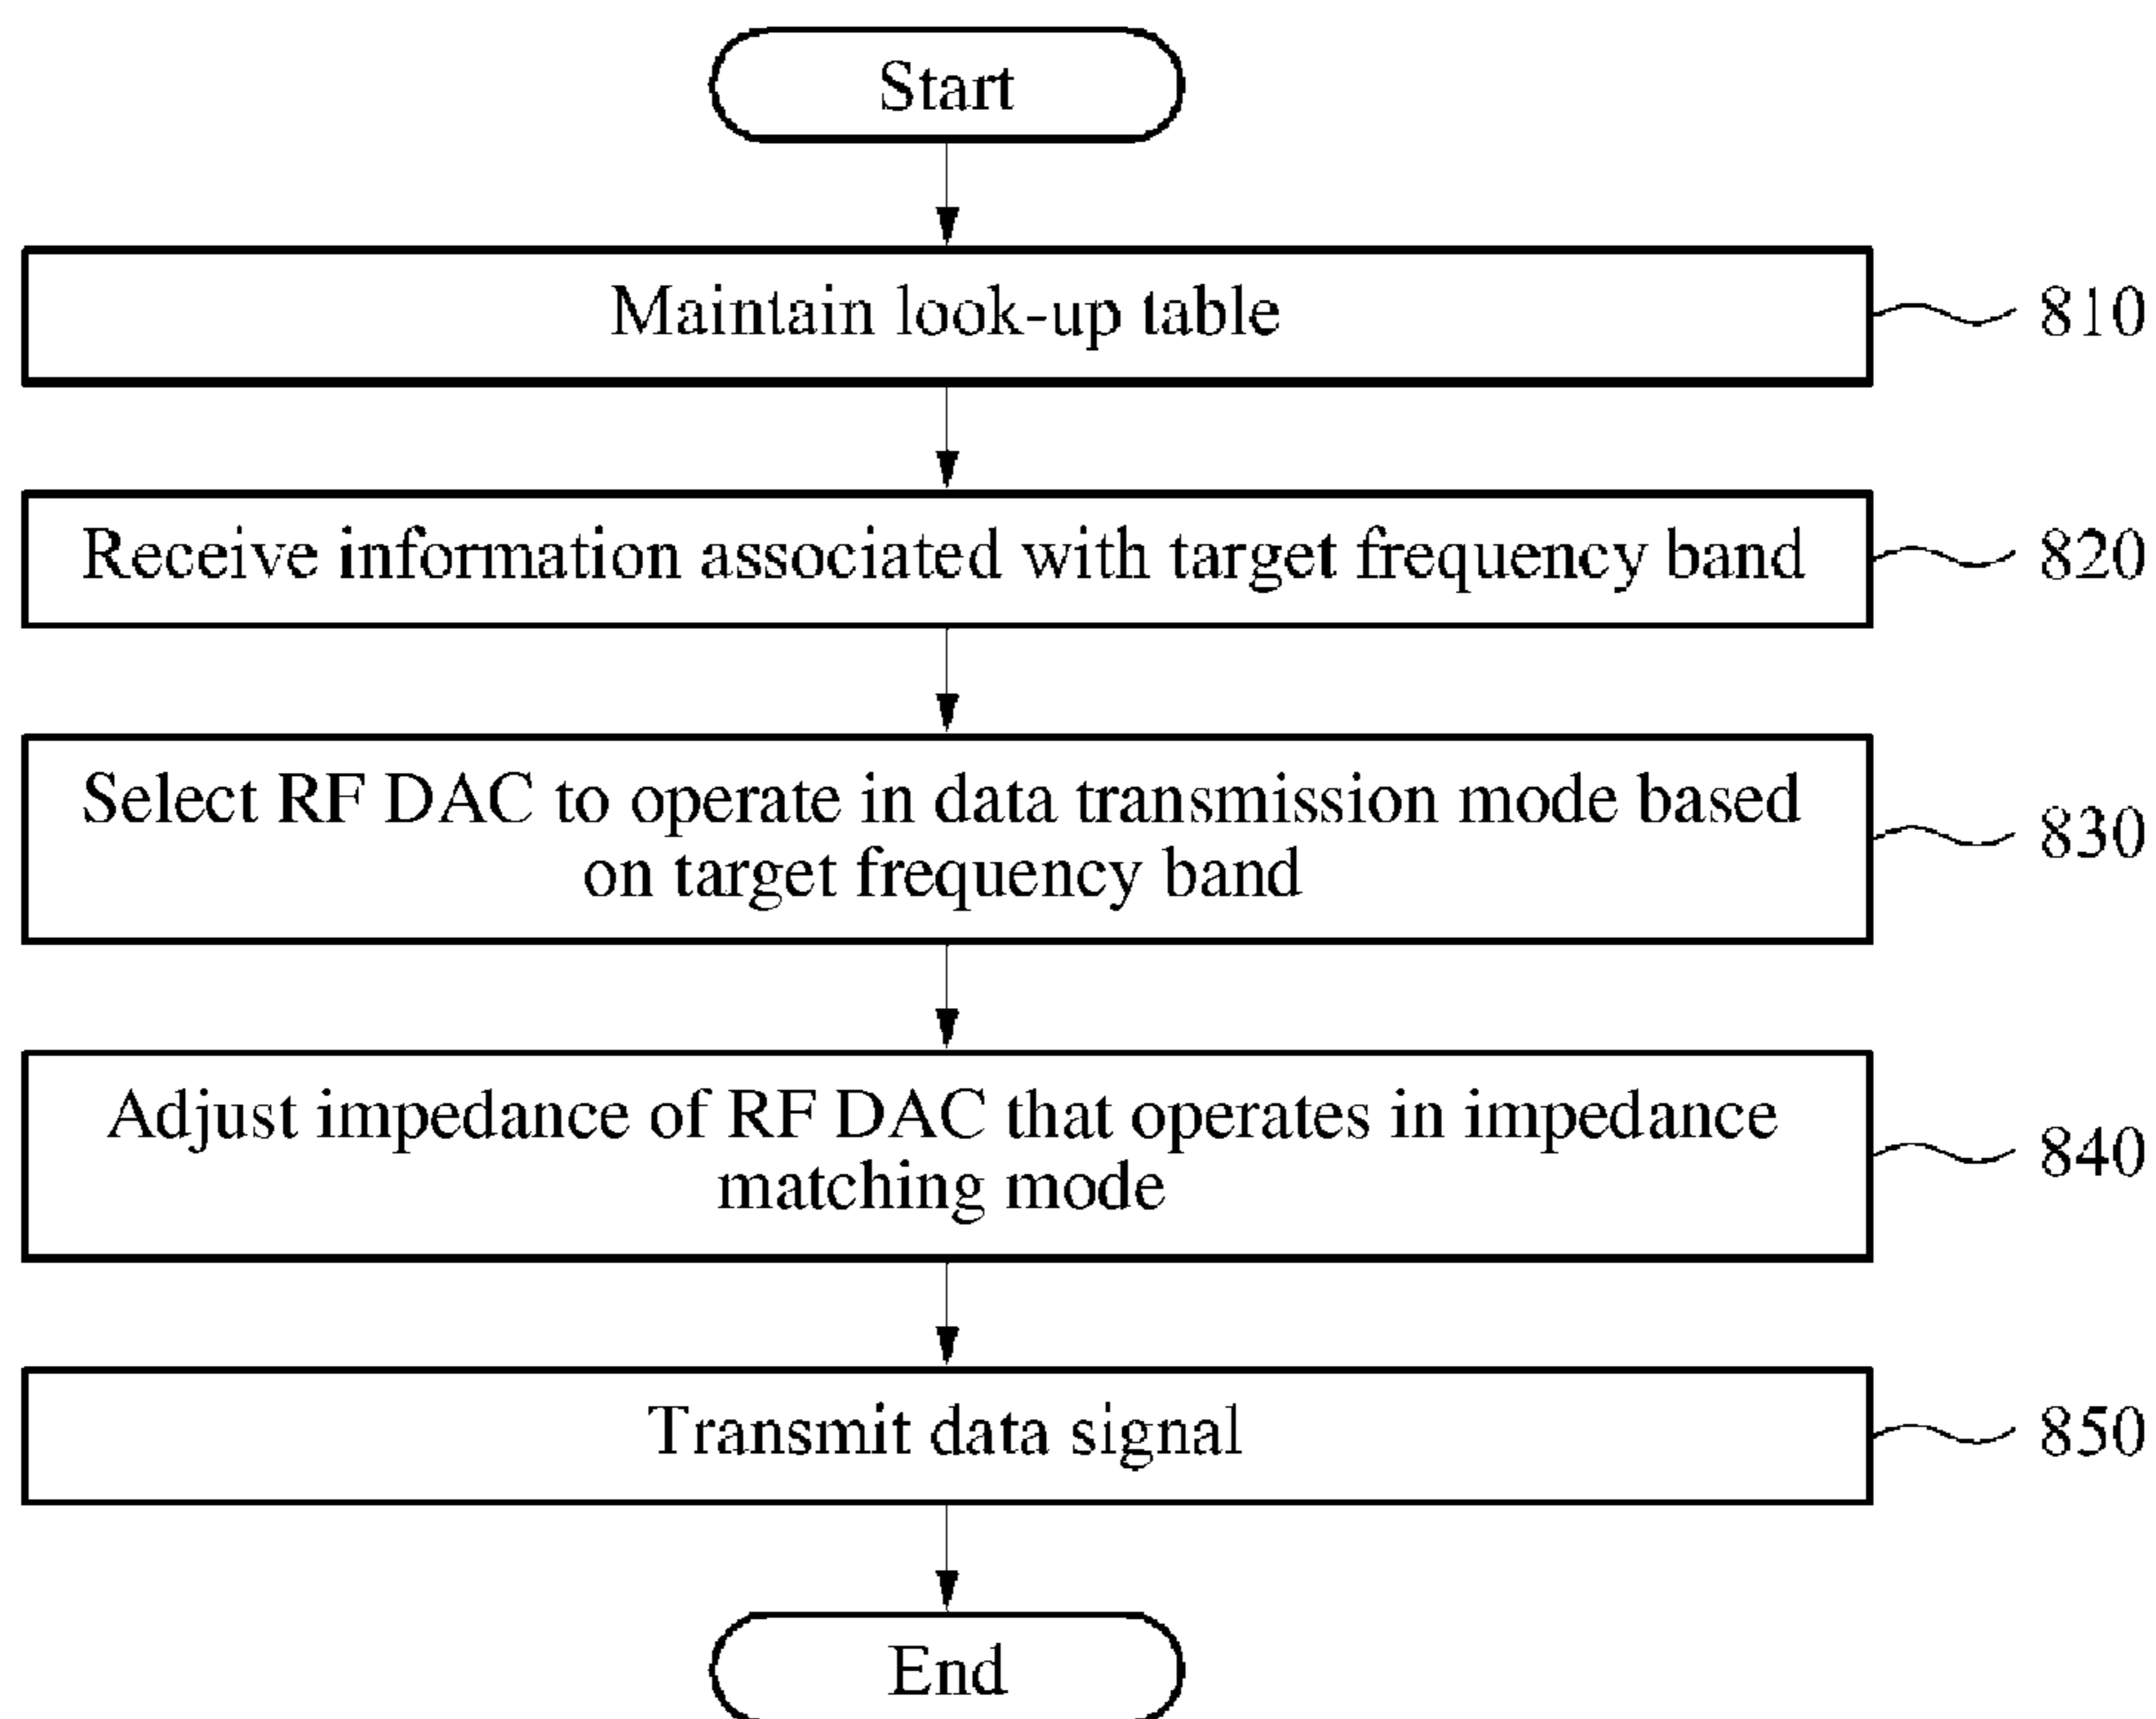 Start
Maintain look-up table
810
Receive information associated with target frequency band
820
Select RF DAC to operate in data transmission mode based
on target frequency band
830
Adjust impedance of RF DAC that operates in impedance
matching mode
840
Transmit data signal
850
End